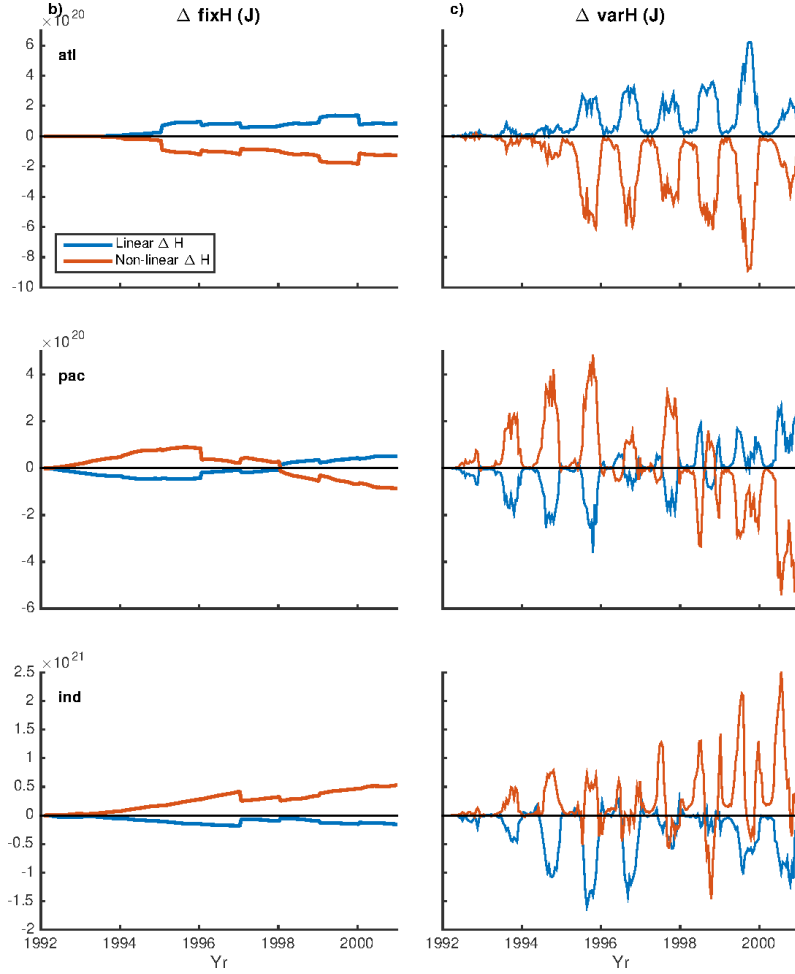 b)
Δ fixH (J)
c)
Δ varH (J)
×10^20
atl
6
4
2
0
-2
-4
-6
-8
-10
Linear Δ H
Non-linear Δ H
×10^20
pac
4
2
0
-2
-4
-6
×10^21
ind
2.5
2
1.5
1
0.5
0
-0.5
-1
-1.5
-2
1992 1994 1996 1998 2000
Yr
1992 1994 1996 1998 2000
Yr